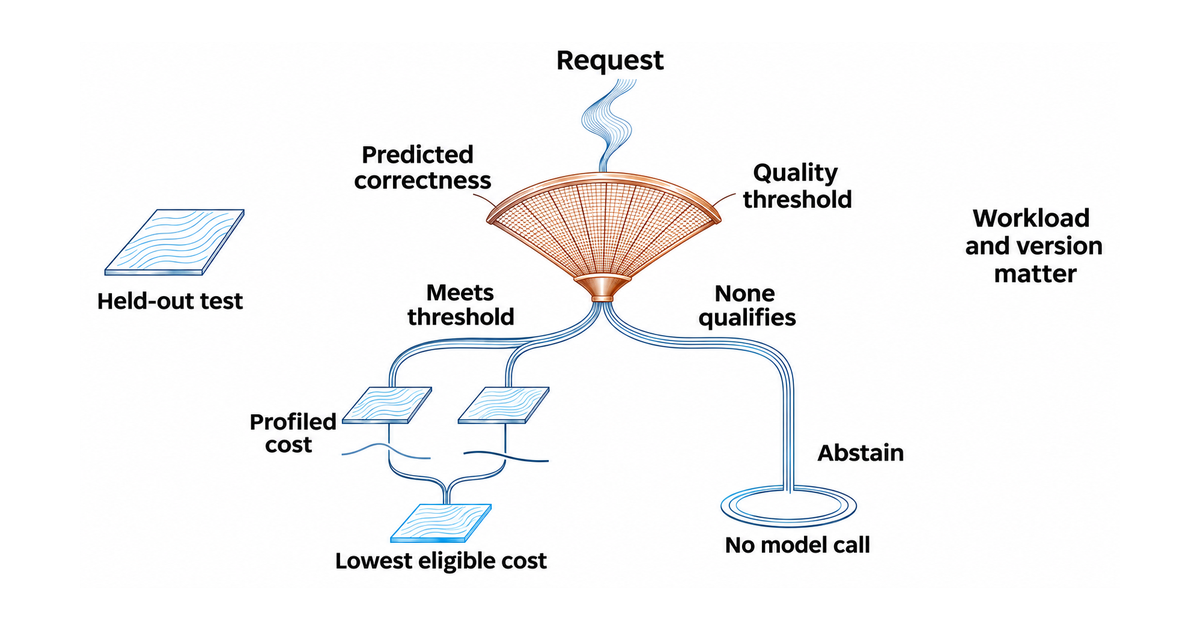 Request
Predicted
correctness
Quality
threshold
Workload
and version
matter
Held-out test
Meets
threshold
None
qualifies
Profiled
cost
Abstain
Lowest eligible cost
No model call